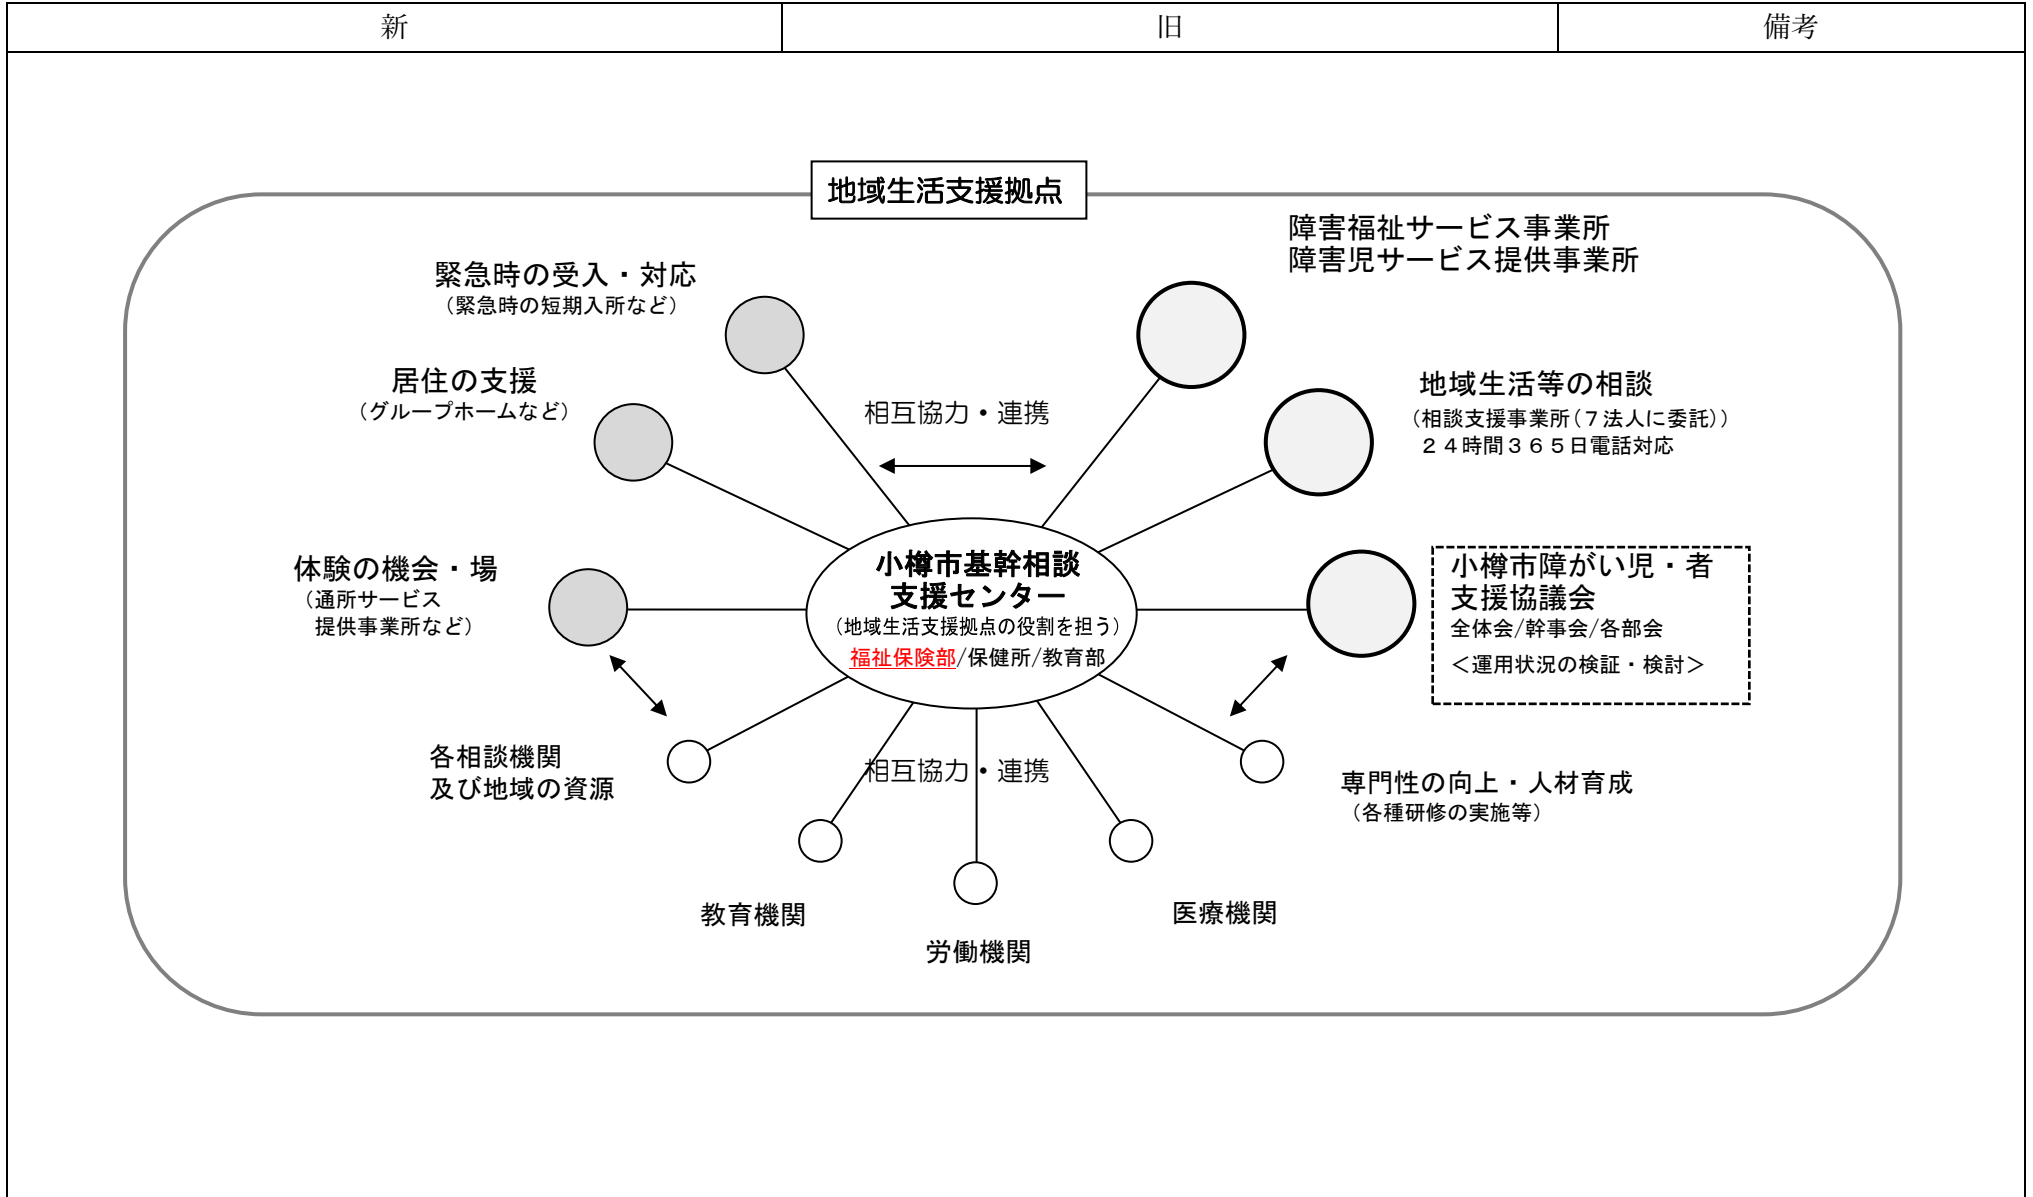 新
旧
備考
地域生活支援拠点
障害福祉サービス事業所
障害児サービス提供事業所
緊急時の受入・対応
（緊急時の短期入所など）
居住の支援
（グループホームなど）
相互協力・連携
地域生活等の相談
（相談支援事業所（７法人に委託））
２４時間３６５日電話対応
体験の機会・場
（通所サービス
提供事業所など）
小樽市基幹相談
支援センター
（地域生活支援拠点の役割を担う）
福祉保険部/保健所/教育部
小樽市障がい児・者
支援協議会
全体会/幹事会/各部会
＜運用状況の検証・検討＞
各相談機関
及び地域の資源
相互協力・連携
専門性の向上・人材育成
（各種研修の実施等）
教育機関
労働機関
医療機関